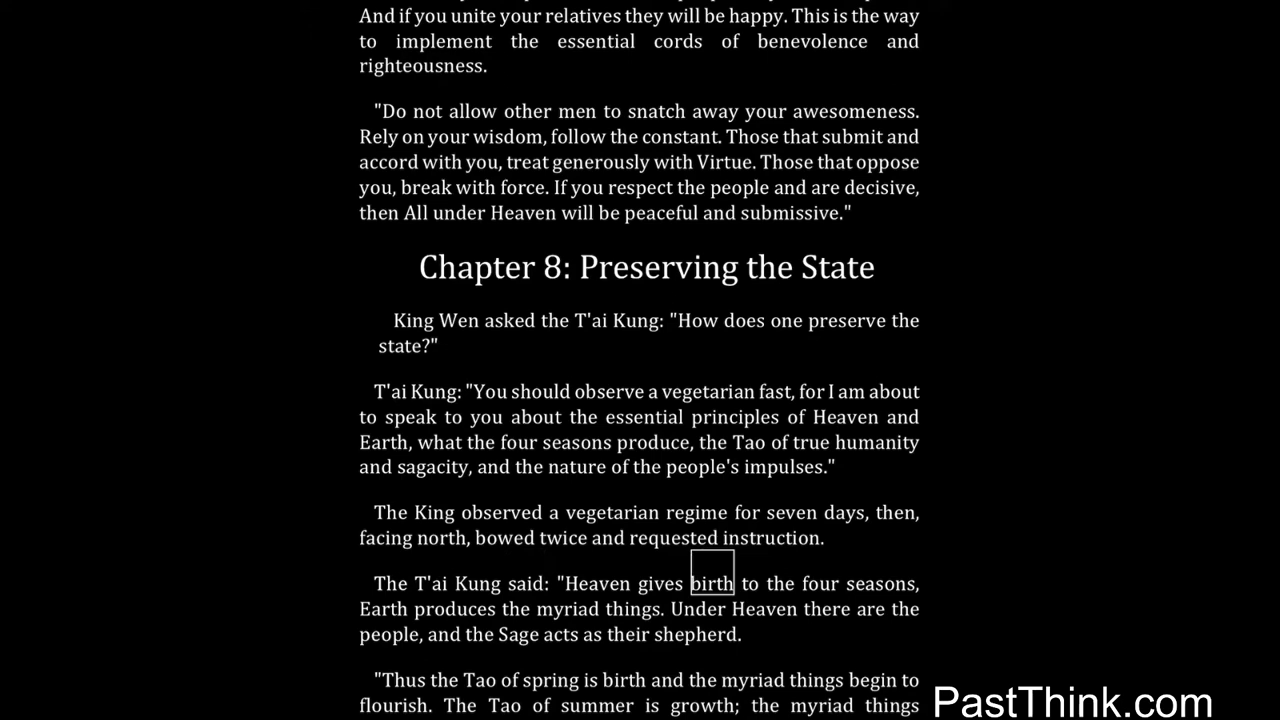 And if you unite your relatives they will be happy. This is the way
to implement the essential cords of benevolence and
righteousness.
"Do not allow other men to snatch away your awesomeness.
Rely on your wisdom, follow the constant. Those that submit and
accord with you, treat generously with Virtue. Those that oppose
you, break with force. If you respect the people and are decisive,
then All under Heaven will be peaceful and submissive."
Chapter 8: Preserving the State
King Wen asked the T'ai Kung: "How does one preserve the
state?"
T'ai Kung: "You should observe a vegetarian fast, for I am about
to speak to you about the essential principles of Heaven and
Earth, what the four seasons produce, the Tao of true humanity
and sagacity, and the nature of the people's impulses."
The King observed a vegetarian regime for seven days, then,
facing north, bowed twice and requested instruction.
The T'ai Kung said: "Heaven gives birth to the four seasons,
Earth produces the myriad things. Under Heaven there are the
people, and the Sage acts as their shepherd.
"Thus the Tao of spring is birth and the myriad things begin to
flourish. The Tao of summer is growth; the myriad things
PastThink.com